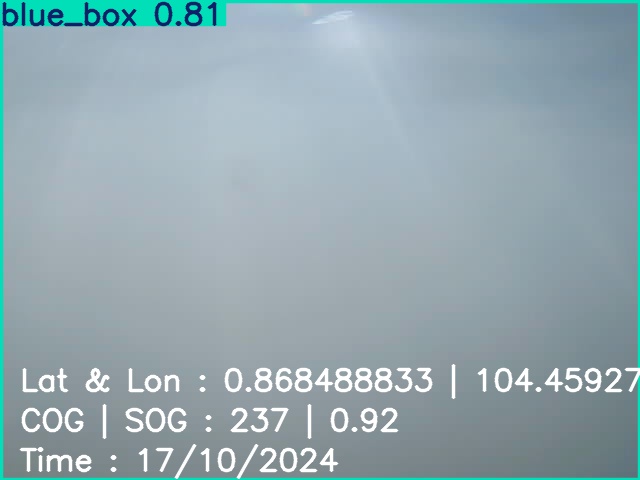 blue_box 0.81
Lat & Lon : 0.868488833 | 104.45927
COG | SOG : 237 | 0.92
Time : 17/10/2024